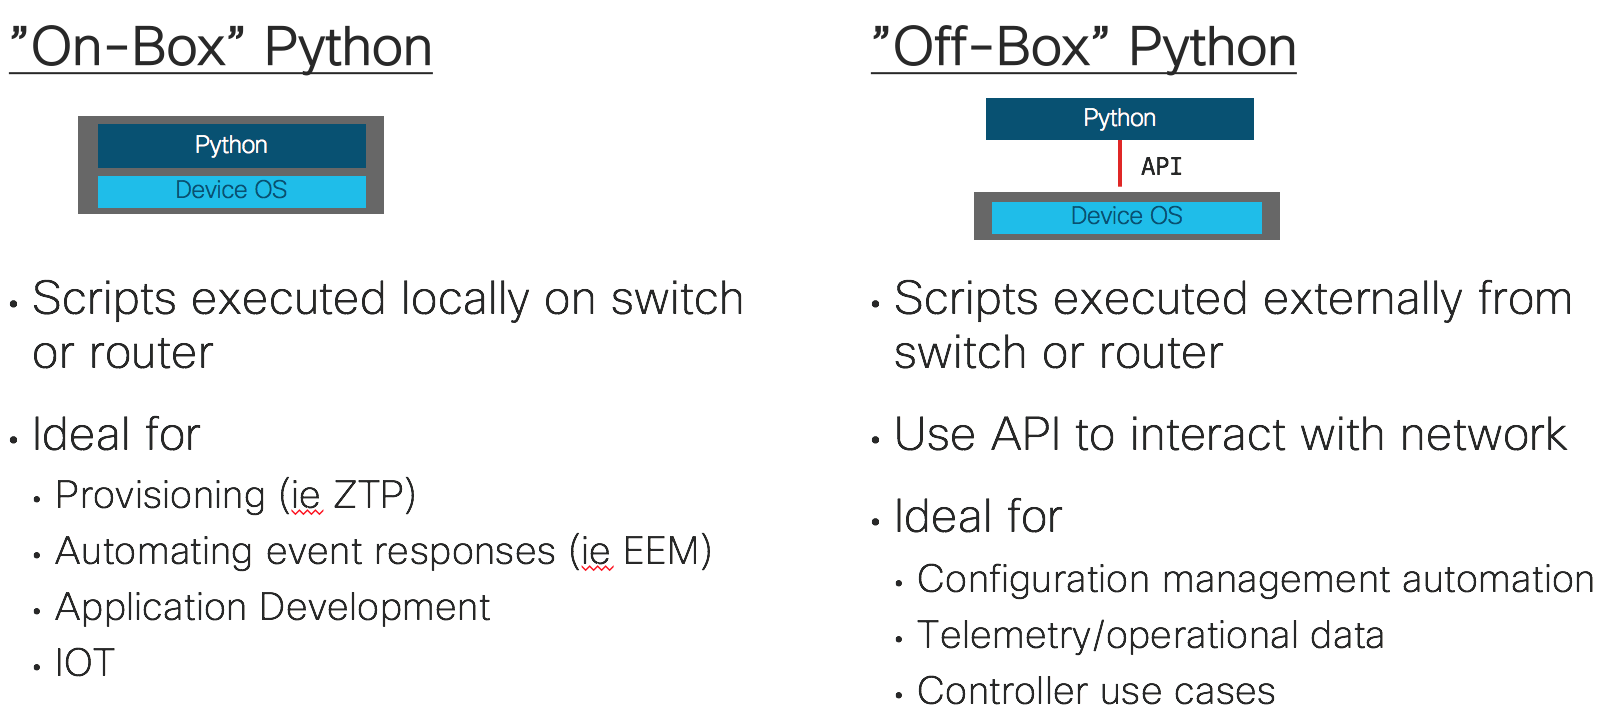 ”On-Box” Python
Python
Device OS
• Scripts executed locally on switch
or router
• Ideal for
• Provisioning (ie ZTP)
• Automating event responses (ie EEM)
• Application Development
• IOT
”Off-Box” Python
Python
API
Device OS
• Scripts executed externally from
switch or router
• Use API to interact with network
• Ideal for
• Configuration management automation
• Telemetry/operational data
• Controller use cases